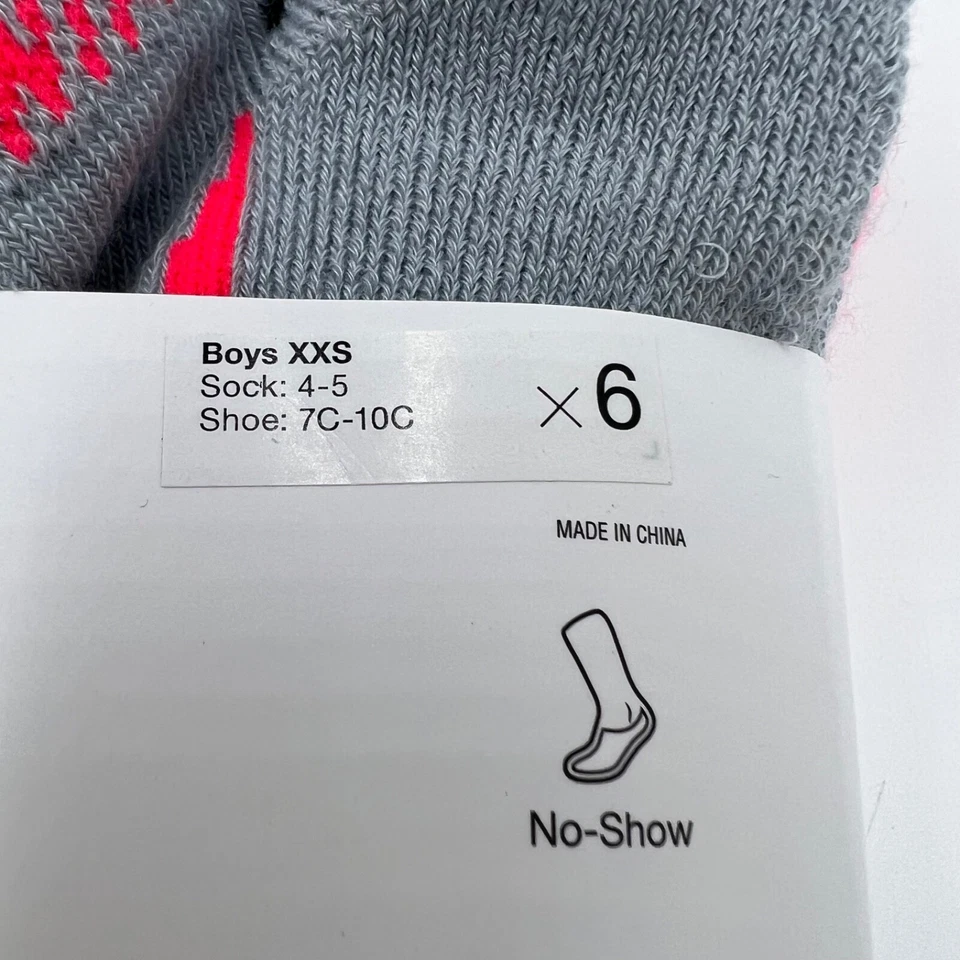 Boys XXS
Sock: 4-5
Shoe: 7C-10C
×6
MADE IN CHINA
No-Show